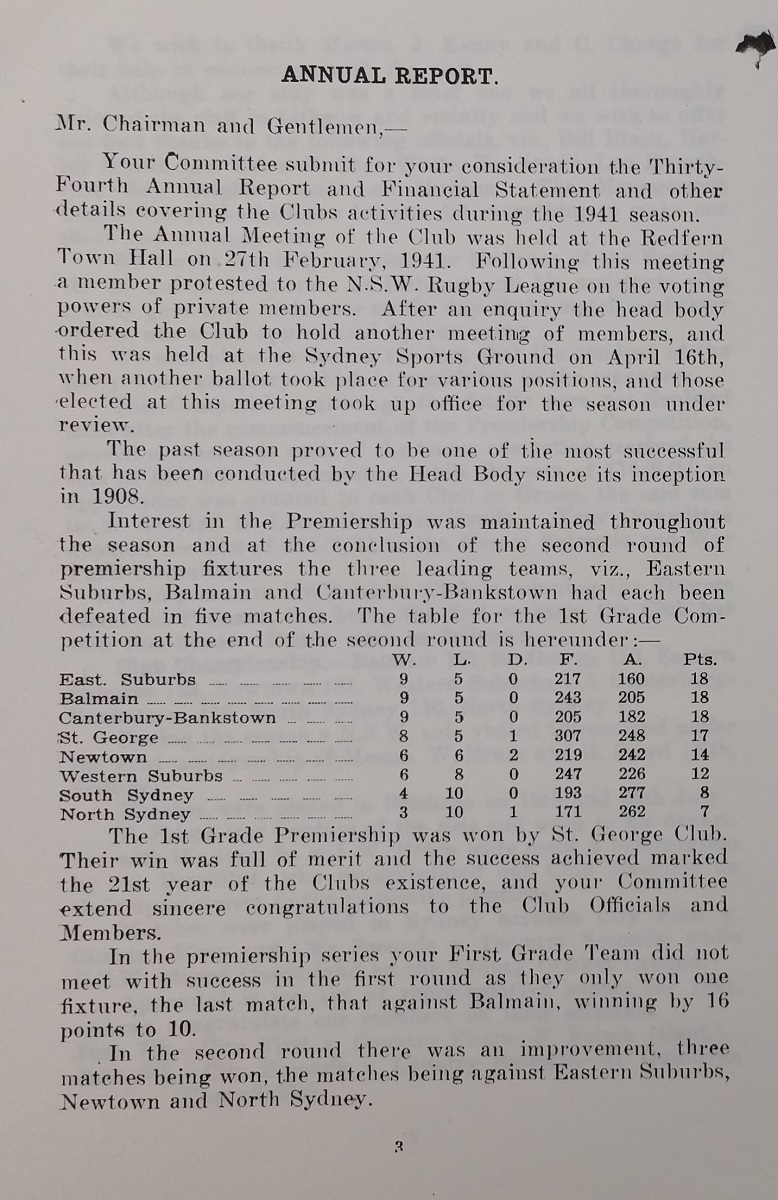 ANNUAL REPORT.
Mr. Chairman and Gentlemen,—
Your Committee submit for your consideration the Thirty-
Fourth Annual Report and Financial Statement and other
details covering the Clubs activities during the 1941 season.
The Annual Meeting of the Club was held at the Redfern
Town Hall on 27th February, 1941. Following this meeting
a member protested to the N.S.W. Rugby League on the voting
powers of private members. After an enquiry the head body
ordered the Club to hold another meeting of members, and
this was held at the Sydney Sports Ground on April 16th,
when another ballot took place for various positions, and those
elected at this meeting took up office for the season under
review.
The past season proved to be one of the most successful
that has been conducted by the Head Body since its inception
in 1908.
Interest in the Premiership was maintained throughout
the season and at the conclusion of the second round of
premiership fixtures the three leading teams, viz., Eastern
Suburbs, Balmain and Canterbury-Bankstown had each been
defeated in five matches. The table for the 1st Grade Com-
petition at the end of the second round is hereunder:—
W. L. D. F. A. Pts.
East. Suburbs ...... ...... ...... ...... ...... 9 5 0 217 160 18
Balmain ...... ...... ...... ...... ...... ...... ...... 9 5 0 243 205 18
Canterbury-Bankstown ... ...... ...... 9 5 0 205 182 18
St. George ...... ...... ...... ...... ...... ...... 8 5 1 307 248 17
Newtown ...... ...... ...... ...... ...... ...... 6 6 2 219 242 14
Western Suburbs ... ...... ...... ...... ...... 6 8 0 247 226 12
South Sydney ...... ...... ...... ...... ...... 4 10 0 193 277 8
North Sydney ...... ...... ...... ...... ...... 3 10 1 171 262 7
The 1st Grade Premiership was won by St. George Club.
Their win was full of merit and the success achieved marked
the 21st year of the Clubs existence, and your Committee
extend sincere congratulations to the Club Officials and
Members.
In the premiership series your First Grade Team did not
meet with success in the first round as they only won one
fixture, the last match, that against Balmain, winning by 16
points to 10.
In the second round there was an improvement, three
matches being won, the matches being against Eastern Suburbs,
Newtown and North Sydney.
3